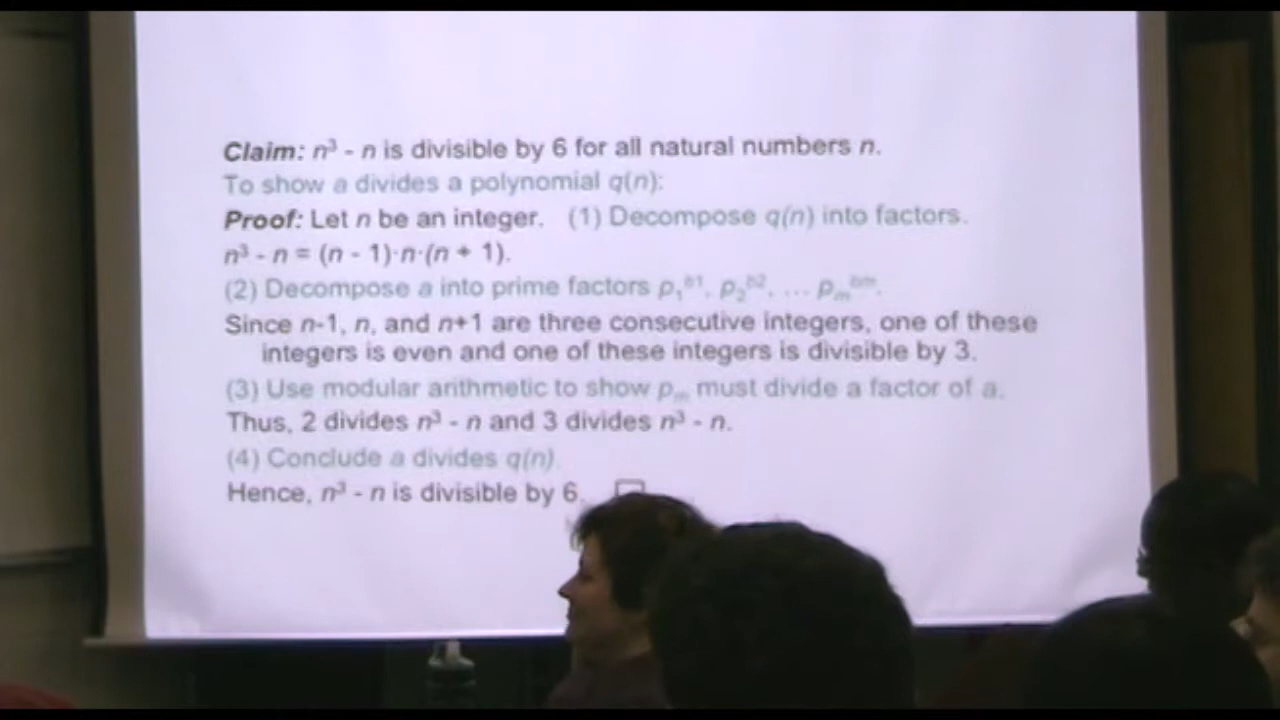 Claim: n³ - n is divisible by 6 for all natural numbers n.
To show a divides a polynomial q(n):
Proof: Let n be an integer. (1) Decompose q(n) into factors.
n³ - n = (n - 1)·n·(n + 1).
(2) Decompose a into prime factors p₁ᵇ¹, p₂ᵇ², … pₘᵇᵐ.
Since n-1, n, and n+1 are three consecutive integers, one of these
integers is even and one of these integers is divisible by 3.
(3) Use modular arithmetic to show pₘ must divide a factor of a.
Thus, 2 divides n³ - n and 3 divides n³ - n.
(4) Conclude a divides q(n).
Hence, n³ - n is divisible by 6. □